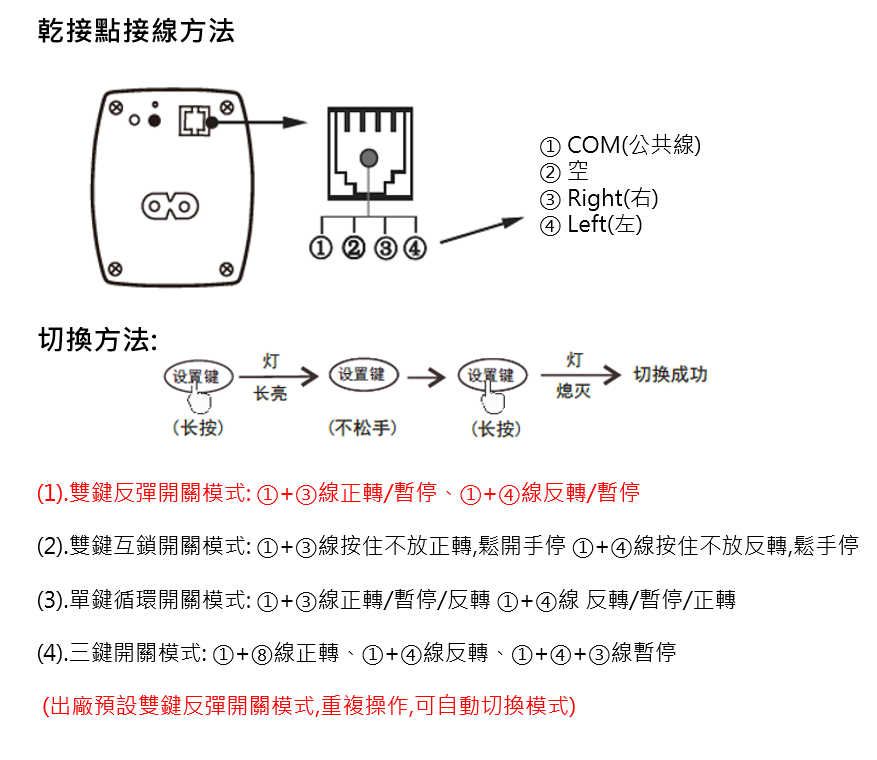 乾接點接線方法
① COM(公共線)
② 空
③ Right(右)
④ Left(左)
① ② ③ ④
切換方法:
设置键 灯 长亮 设置键 设置键 灯 熄灭 切换成功
(长按) (不松手) (长按)
(1).雙鍵反彈開關模式: ①+③線正轉/暫停、①+④線反轉/暫停
(2).雙鍵互鎖開關模式: ①+③線按住不放正轉,鬆開手停 ①+④線按住不放反轉,鬆手停
(3).單鍵循環開關模式: ①+③線正轉/暫停/反轉 ①+④線 反轉/暫停/正轉
(4).三鍵開關模式: ①+⑧線正轉、①+④線反轉、①+④+③線暫停
(出廠預設雙鍵反彈開關模式,重複操作,可自動切換模式)